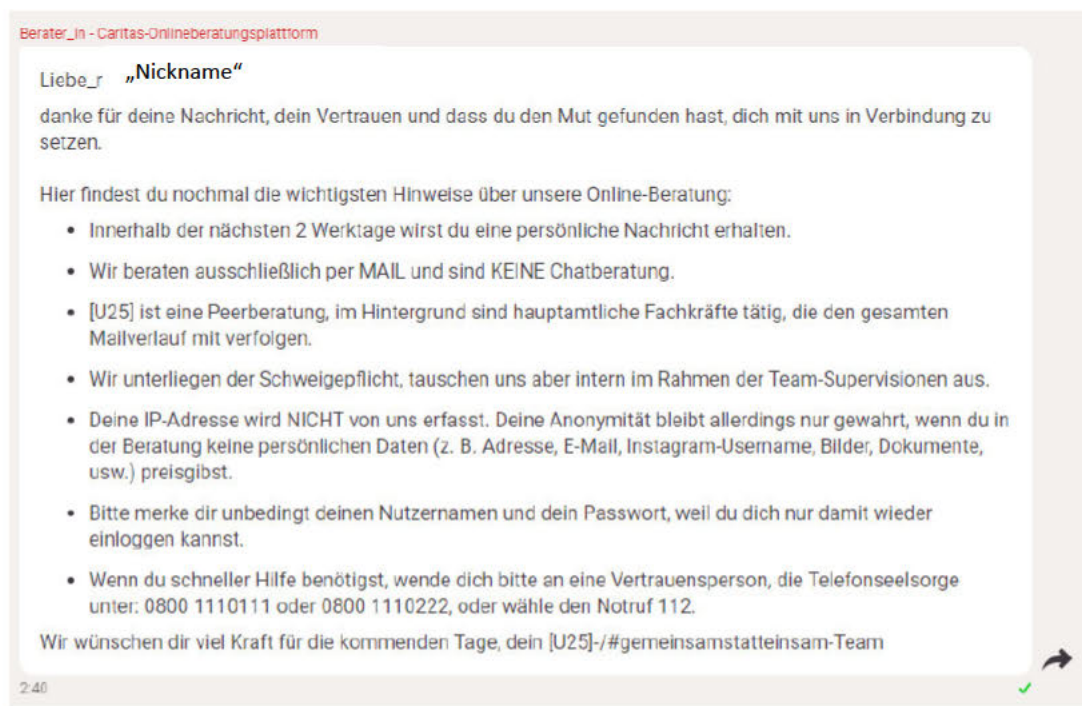 Berater_in - Caritas-Onlineberatungsplattform
Liebe_r „Nickname“
danke für deine Nachricht, dein Vertrauen und dass du den Mut gefunden hast, dich mit uns in Verbindung zu
setzen.
Hier findest du nochmal die wichtigsten Hinweise über unsere Online-Beratung:
• Innerhalb der nächsten 2 Werktage wirst du eine persönliche Nachricht erhalten.
• Wir beraten ausschließlich per MAIL und sind KEINE Chatberatung.
• [U25] ist eine Peerberatung, im Hintergrund sind hauptamtliche Fachkräfte tätig, die den gesamten
Mailverlauf mit verfolgen.
• Wir unterliegen der Schweigepflicht, tauschen uns aber intern im Rahmen der Team-Supervisionen aus.
• Deine IP-Adresse wird NICHT von uns erfasst. Deine Anonymität bleibt allerdings nur gewahrt, wenn du in
der Beratung keine persönlichen Daten (z. B. Adresse, E-Mail, Instagram-Username, Bilder, Dokumente,
usw.) preisgibst.
• Bitte merke dir unbedingt deinen Nutzernamen und dein Passwort, weil du dich nur damit wieder
einloggen kannst.
• Wenn du schneller Hilfe benötigst, wende dich bitte an eine Vertrauensperson, die Telefonseelsorge
unter: 0800 1110111 oder 0800 1110222, oder wähle den Notruf 112.
Wir wünschen dir viel Kraft für die kommenden Tage, dein [U25]-/#gemeinsamstatteinsam-Team
2:40